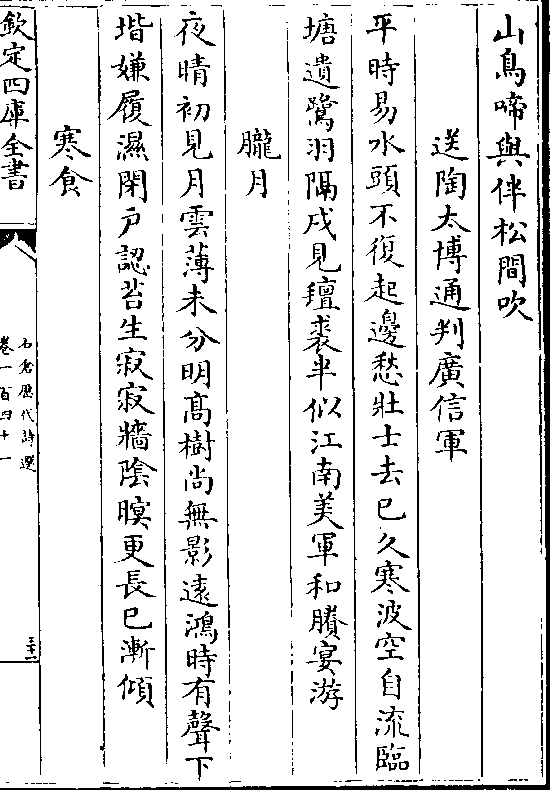 山鳥啼與伴松間吹
送陶太博通判廣信軍
平時易水頭不復起邊愁壯士去已久寒波空自流臨
塘遺鷺羽隔戍見氊裘半似江南美軍和賸宴游
朧月
夜晴初見月雲薄未分明髙樹尚無影遠鴻時有聲下
堦嫌履濕閉戸認苔生寂寂牆陰暝更長已漸傾
寒食
欽定四庫全書
石倉歴代詩選
卷一百四十一